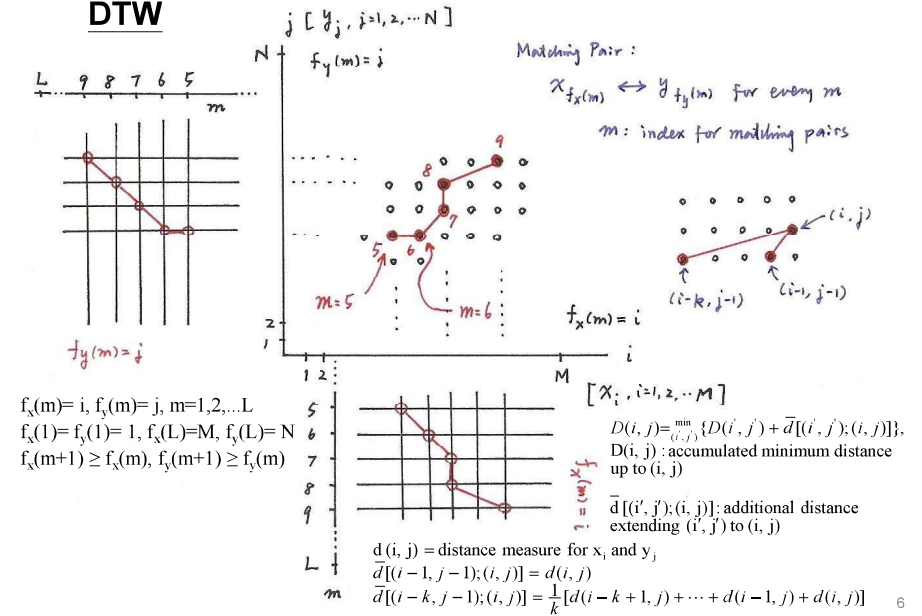 DTW
j [ y_j, j=1,2,⋯N ]
N
f_y(m)= j
Matching Pair :
x_{f_x(m)} ↔ y_{f_y(m)} for every m
m: index for matching pairs
L 9 8 7 6 5
m
9
8
7
5 6
m=5
m=6
(i, j)
(i-k, j-1)
(i-1, j-1)
f_x(m)= i
2
1
i
1 2
M
f_y(m)= j
[ x_i, i=1,2,⋯M ]
f_x(m)= i, f_y(m)= j, m=1,2,...L
f_x(1)= f_y(1)= 1, f_x(L)=M, f_y(L)= N
f_x(m+1) ≥ f_x(m), f_y(m+1) ≥ f_y(m)
5
6
7
8
9
L
m
f_x(m) = i
D(i, j)= min_{(i′, j′)} {D(i′, j′) + d̄[(i′, j′);(i, j)]},
D(i, j) : accumulated minimum distance
up to (i, j)
d̄ [(i′, j′);(i, j)] : additional distance
extending (i′, j′) to (i, j)
d (i, j) = distance measure for x_i and y_j
d̄[(i − 1, j − 1);(i, j)] = d(i, j)
d̄[(i − k, j − 1);(i, j)] = 1/k [d(i − k + 1, j) + ⋯ + d(i − 1, j) + d(i, j)]
6